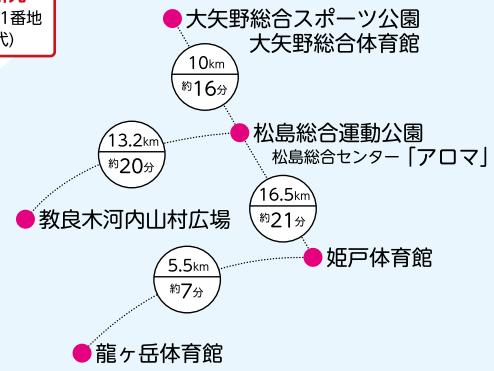 1番地
大矢野総合スポーツ公園
大矢野総合体育館
10km
約16分
松島総合運動公園
松島総合センター「アロマ」
13.2km
約20分
16.5km
約21分
教良木河内山村広場
姫戸体育館
5.5km
約7分
龍ヶ岳体育館